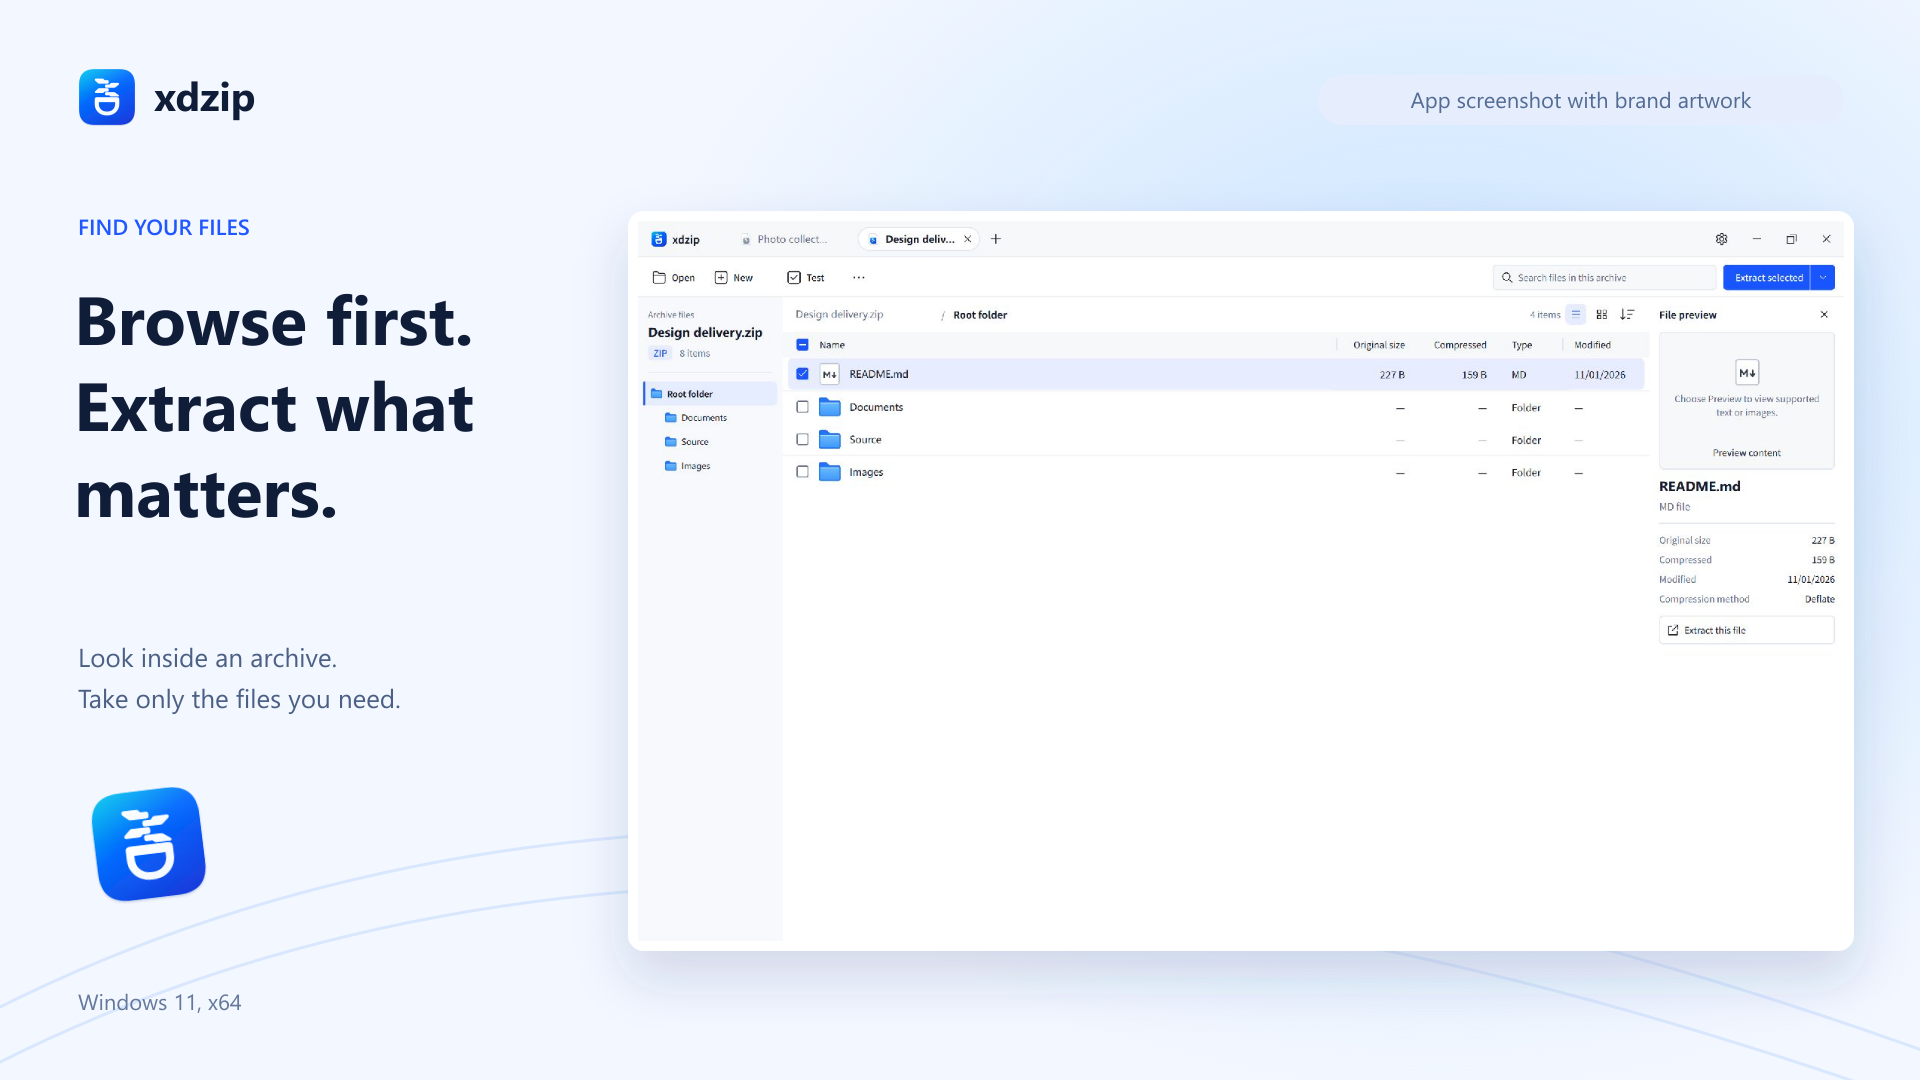 xdzip
App screenshot with brand artwork
FIND YOUR FILES
Browse first.
Extract what
matters.
Look inside an archive.
Take only the files you need.
Windows 11, x64
xdzip
Photo collect...
Design deliv...
Open
New
Test
Search files in this archive
Extract selected
Archive files
Design delivery.zip
ZIP 8 items
Root folder
Documents
Source
Images
Design delivery.zip / Root folder
4 items
Name Original size Compressed Type Modified
M↓ README.md 227 B 159 B MD 11/01/2026
Documents — — Folder —
Source — — Folder —
Images — — Folder —
File preview
M↓
Choose Preview to view supported
text or images.
Preview content
README.md
MD file
Original size 227 B
Compressed 159 B
Modified 11/01/2026
Compression method Deflate
Extract this file